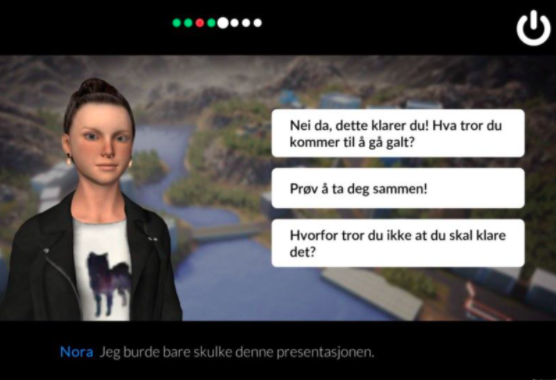 Nei da, dette klarer du! Hva tror du
kommer til å gå galt?
Prøv å ta deg sammen!
Hvorfor tror du ikke at du skal klare
det?
Nora Jeg burde bare skulke denne presentasjonen.